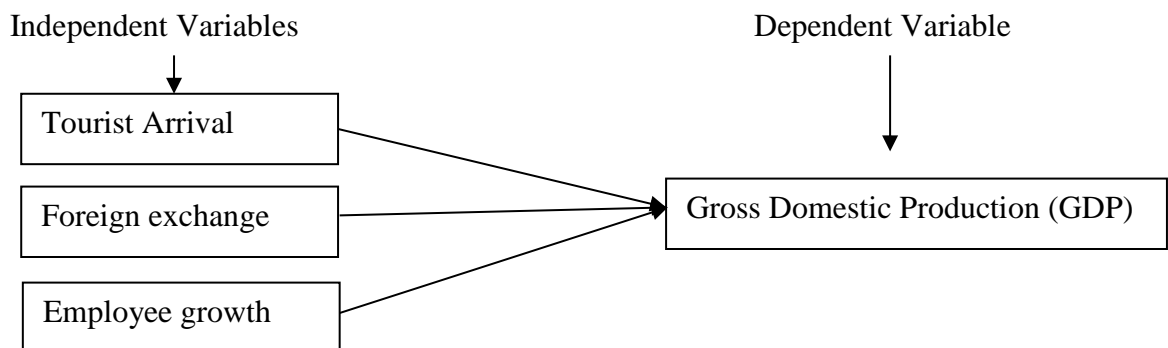 Independent Variables
Dependent Variable
Tourist Arrival
Foreign exchange
Gross Domestic Production (GDP)
Employee growth